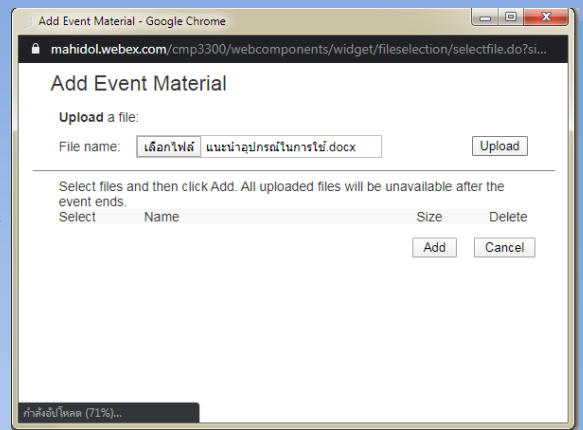 Add Event Material - Google Chrome
mahidol.webex.com/cmp3300/webcomponents/widget/fileselection/selectfile.do?si...
Add Event Material
Upload a file:
File name: เลือกไฟล์ แนะนำอุปกรณ์ในการใช้.docx Upload
Select files and then click Add. All uploaded files will be unavailable after the
event ends.
Select Name Size Delete
Add Cancel
กำลังอัปโหลด (71%)...